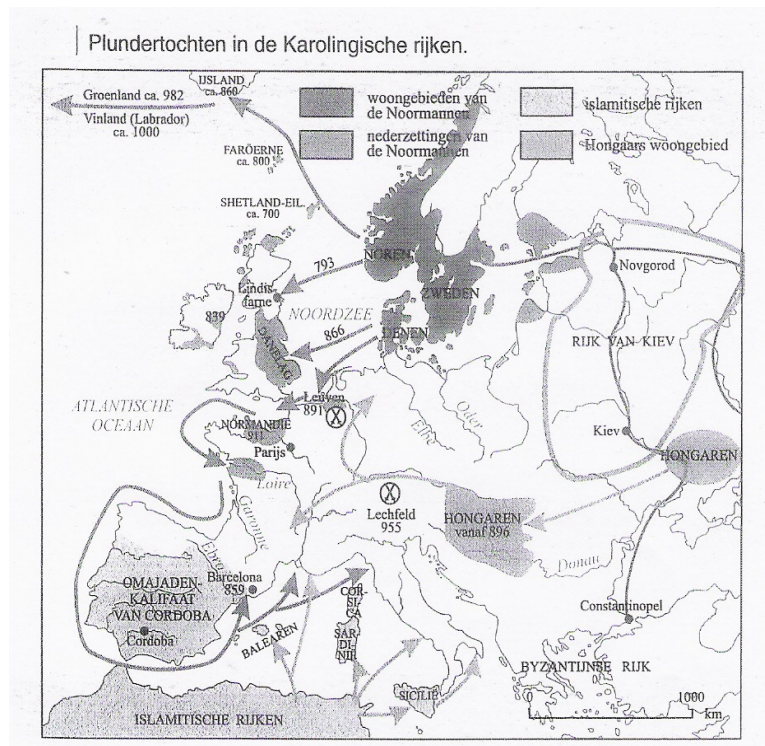 Plundertochten in de Karolingische rijken.
IJSLAND
ca. 860
Groenland ca. 982
Vinland (Labrador)
ca. 1000
woongebieden van
de Noormannen
nederzettingen van
de Noormannen
islamitische rijken
Hongaars woongebied
FARÖERNE
ca. 800
SHETLAND-EIL.
ca. 700
NOREN
793
Novgorod
Lindis-
farne
ZWEDEN
NOORDZEE
839
866
DENEN
DANELAG
RIJK VAN KIEV
ATLANTISCHE
OCEAAN
Leuven
891
X
Elbe
Oder
NORMANDIË
911
Parijs
Kiev
HONGAREN
Loire
X
Lechfeld
955
HONGAREN
vanaf 896
Garonne
Ebro
Donau
OMAJADEN-
KALIFAAT
VAN CORDOBA
Barcelona
859
Cordoba
BALEAREN
COR-
SI-
CA
SAR-
DI-
NIË
Constantinopel
BYZANTIJNSE RIJK
SICILIË
ISLAMITISCHE RIJKEN
0
1000
km